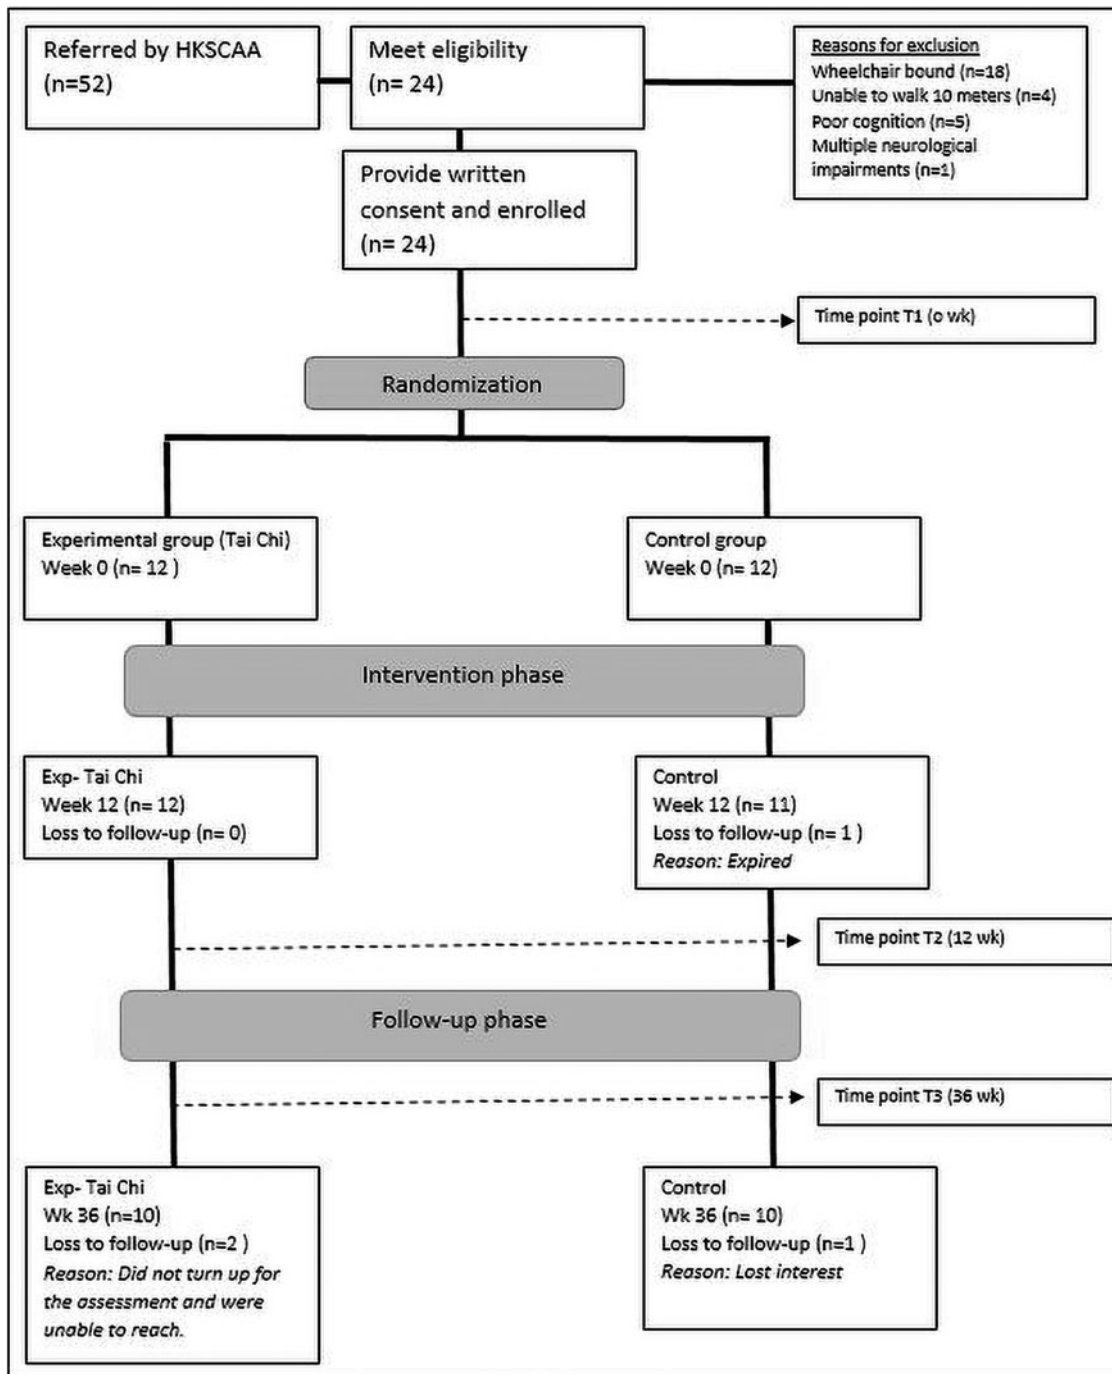 Referred by HKSCAA
(n=52)
Meet eligibility
(n= 24)
Reasons for exclusion
Wheelchair bound (n=18)
Unable to walk 10 meters (n=4)
Poor cognition (n=5)
Multiple neurological
impairments (n=1)
Provide written
consent and enrolled
(n= 24)
Time point T1 (o wk)
Randomization
Experimental group (Tai Chi)
Week 0 (n= 12 )
Control group
Week 0 (n= 12)
Intervention phase
Exp- Tai Chi
Week 12 (n= 12)
Loss to follow-up (n= 0)
Control
Week 12 (n= 11)
Loss to follow-up (n= 1 )
Reason: Expired
Time point T2 (12 wk)
Follow-up phase
Time point T3 (36 wk)
Exp- Tai Chi
Wk 36 (n=10)
Loss to follow-up (n=2 )
Reason: Did not turn up for
the assessment and were
unable to reach.
Control
Wk 36 (n= 10)
Loss to follow-up (n=1 )
Reason: Lost interest